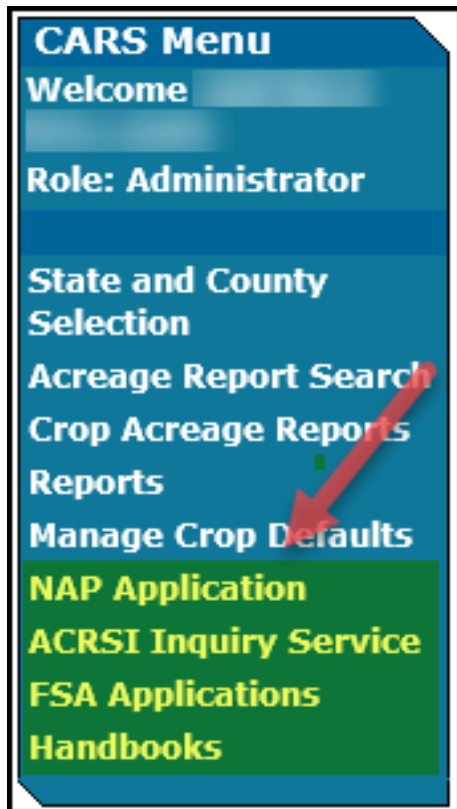 CARS Menu
Welcome
Role: Administrator
State and County
Selection
Acreage Report Search
Crop Acreage Reports
Reports
Manage Crop Defaults
NAP Application
ACRSI Inquiry Service
FSA Applications
Handbooks